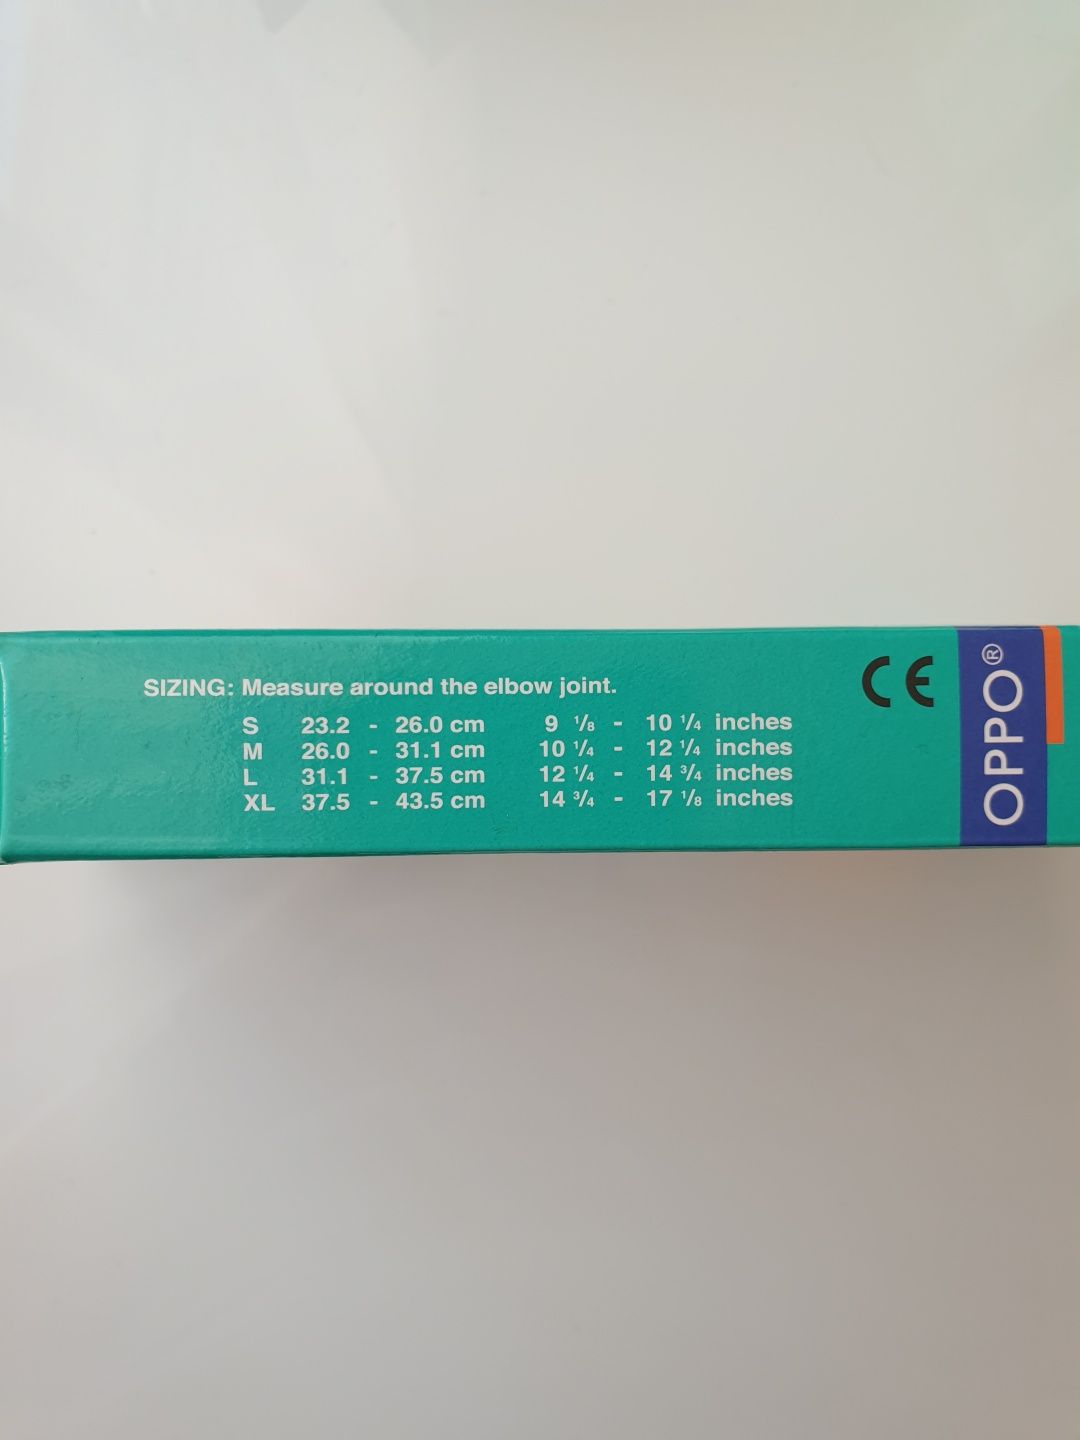 SIZING: Measure around the elbow joint.
S 23.2 - 26.0 cm 9 1/8 - 10 1/4 inches
M 26.0 - 31.1 cm 10 1/4 - 12 1/4 inches
L 31.1 - 37.5 cm 12 1/4 - 14 3/4 inches
XL 37.5 - 43.5 cm 14 3/4 - 17 1/8 inches
CE
OPPO®